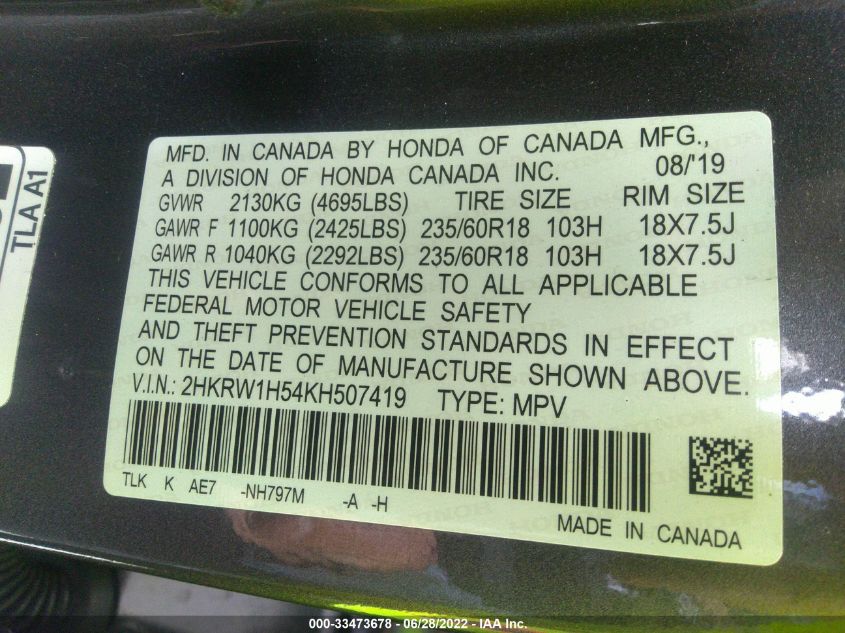 MFD. IN CANADA BY HONDA OF CANADA MFG.,
A DIVISION OF HONDA CANADA INC. 08/'19
GVWR 2130KG (4695LBS) TIRE SIZE RIM SIZE
GAWR F 1100KG (2425LBS) 235/60R18 103H 18X7.5J
GAWR R 1040KG (2292LBS) 235/60R18 103H 18X7.5J
THIS VEHICLE CONFORMS TO ALL APPLICABLE
FEDERAL MOTOR VEHICLE SAFETY
AND THEFT PREVENTION STANDARDS IN EFFECT
ON THE DATE OF MANUFACTURE SHOWN ABOVE.
V.I.N.: 2HKRW1H54KH507419 TYPE: MPV
TLK K AE7 -NH797M -A -H
MADE IN CANADA
TLA A1
000-33473678 - 06/28/2022 - IAA Inc.